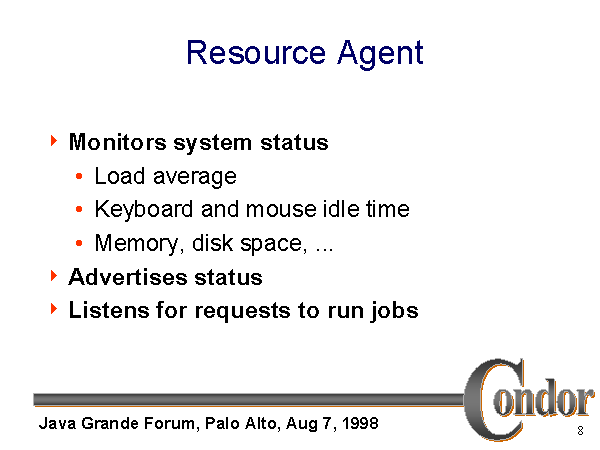 Resource Agent
Monitors system status
• Load average
• Keyboard and mouse idle time
• Memory, disk space, ...
Advertises status
Listens for requests to run jobs
Condor
Java Grande Forum, Palo Alto, Aug 7, 1998
8